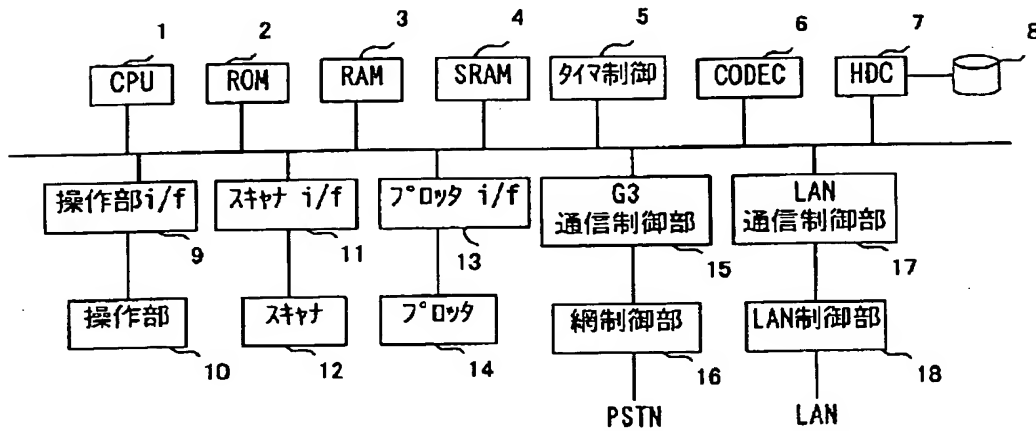 1 2 3 4 5 6 7 8
CPU ROM RAM SRAM ﾀｲﾏ制御 CODEC HDC
操作部i/f ｽｷｬﾅ i/f ﾌﾟﾛｯﾀ i/f G3 LAN
通信制御部 通信制御部
9 11 13 15 17
操作部 ｽｷｬﾅ ﾌﾟﾛｯﾀ 網制御部 LAN制御部
10 12 14 16 18
PSTN LAN